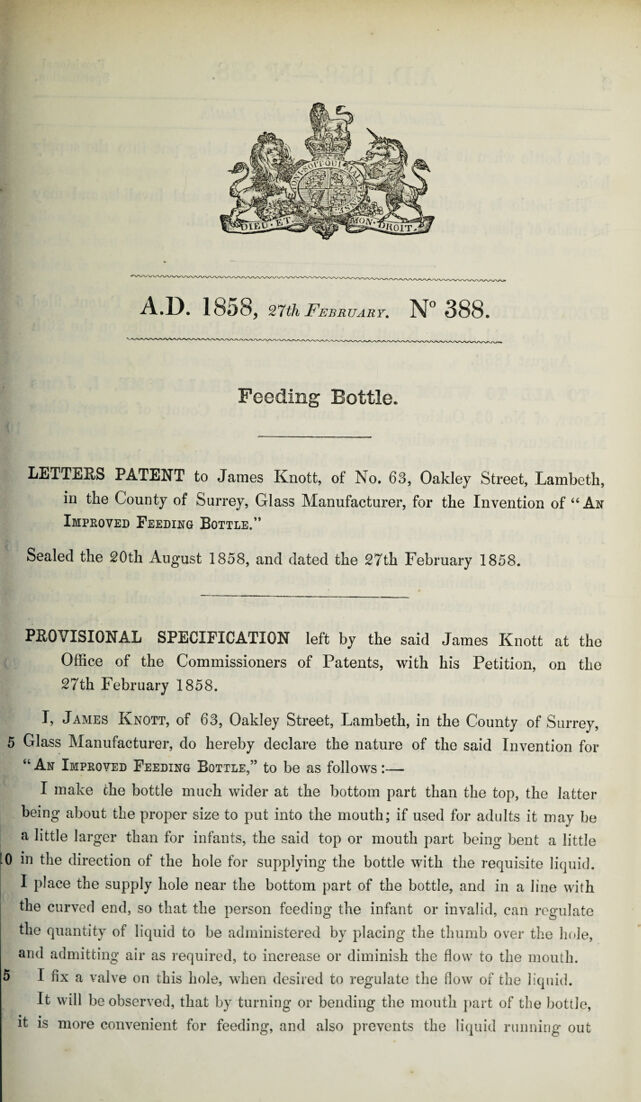 HONI SOIT QUI MAL Y PENSE
DIEU · ET MON · DROIT
A.D. 1858, 27th February. Nº 388.
Feeding Bottle.
LETTERS PATENT to James Knott, of No. 63, Oakley Street, Lambeth,
in the County of Surrey, Glass Manufacturer, for the Invention of “An
Improved Feeding Bottle.”
Sealed the 20th August 1858, and dated the 27th February 1858.
PROVISIONAL SPECIFICATION left by the said James Knott at the
Office of the Commissioners of Patents, with his Petition, on the
27th February 1858.
I, James Knott, of 63, Oakley Street, Lambeth, in the County of Surrey,
5 Glass Manufacturer, do hereby declare the nature of the said Invention for
“An Improved Feeding Bottle,” to be as follows:—
I make the bottle much wider at the bottom part than the top, the latter
being about the proper size to put into the mouth; if used for adults it may be
a little larger than for infants, the said top or mouth part being bent a little
10 in the direction of the hole for supplying the bottle with the requisite liquid.
I place the supply hole near the bottom part of the bottle, and in a line with
the curved end, so that the person feeding the infant or invalid, can regulate
the quantity of liquid to be administered by placing the thumb over the hole,
and admitting air as required, to increase or diminish the flow to the mouth.
5 I fix a valve on this hole, when desired to regulate the flow of the liquid.
It will be observed, that by turning or bending the mouth part of the bottle,
it is more convenient for feeding, and also prevents the liquid running out